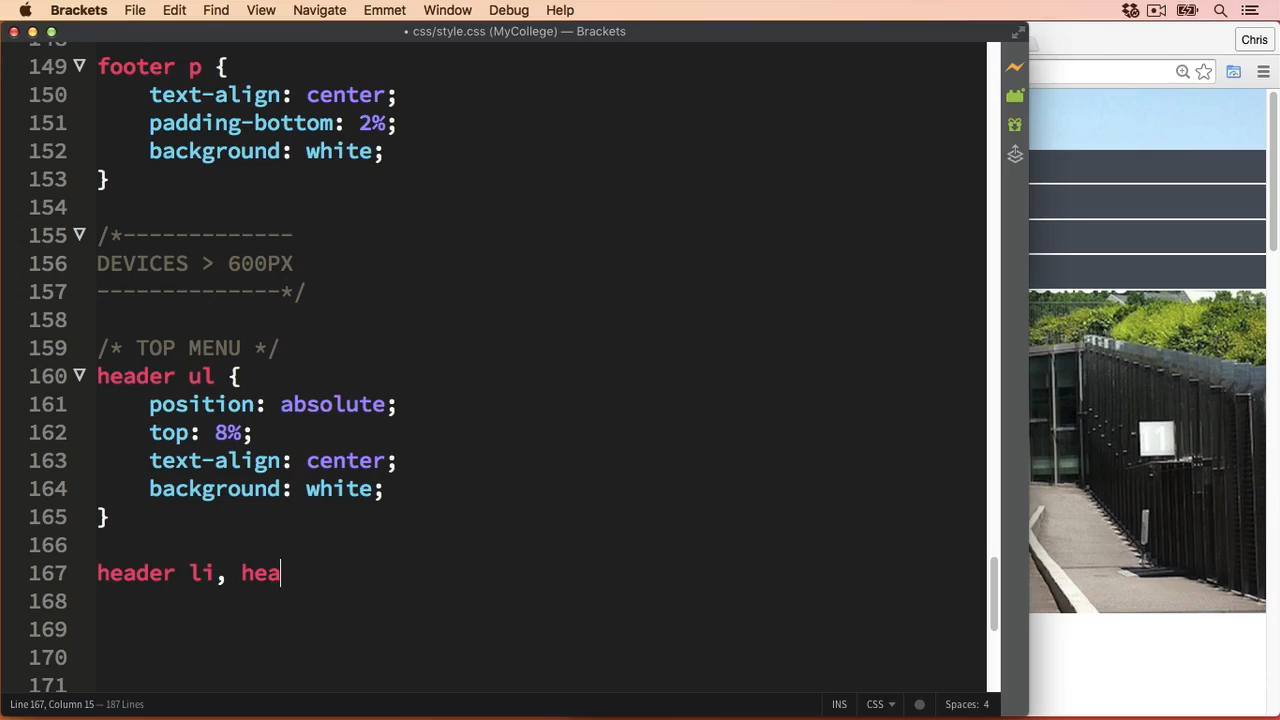 Brackets File Edit Find View Navigate Emmet Window Debug Help
• css/style.css (MyCollege) — Brackets
Chris
149 footer p {
150 text-align: center;
151 padding-bottom: 2%;
152 background: white;
153 }
154
155 /*-------------
156 DEVICES > 600PX
157 --------------*/
158
159 /* TOP MENU */
160 header ul {
161 position: absolute;
162 top: 8%;
163 text-align: center;
164 background: white;
165 }
166
167 header li, hea
168
169
170
171
11
Line 167, Column 15 — 187 Lines INS CSS Spaces: 4